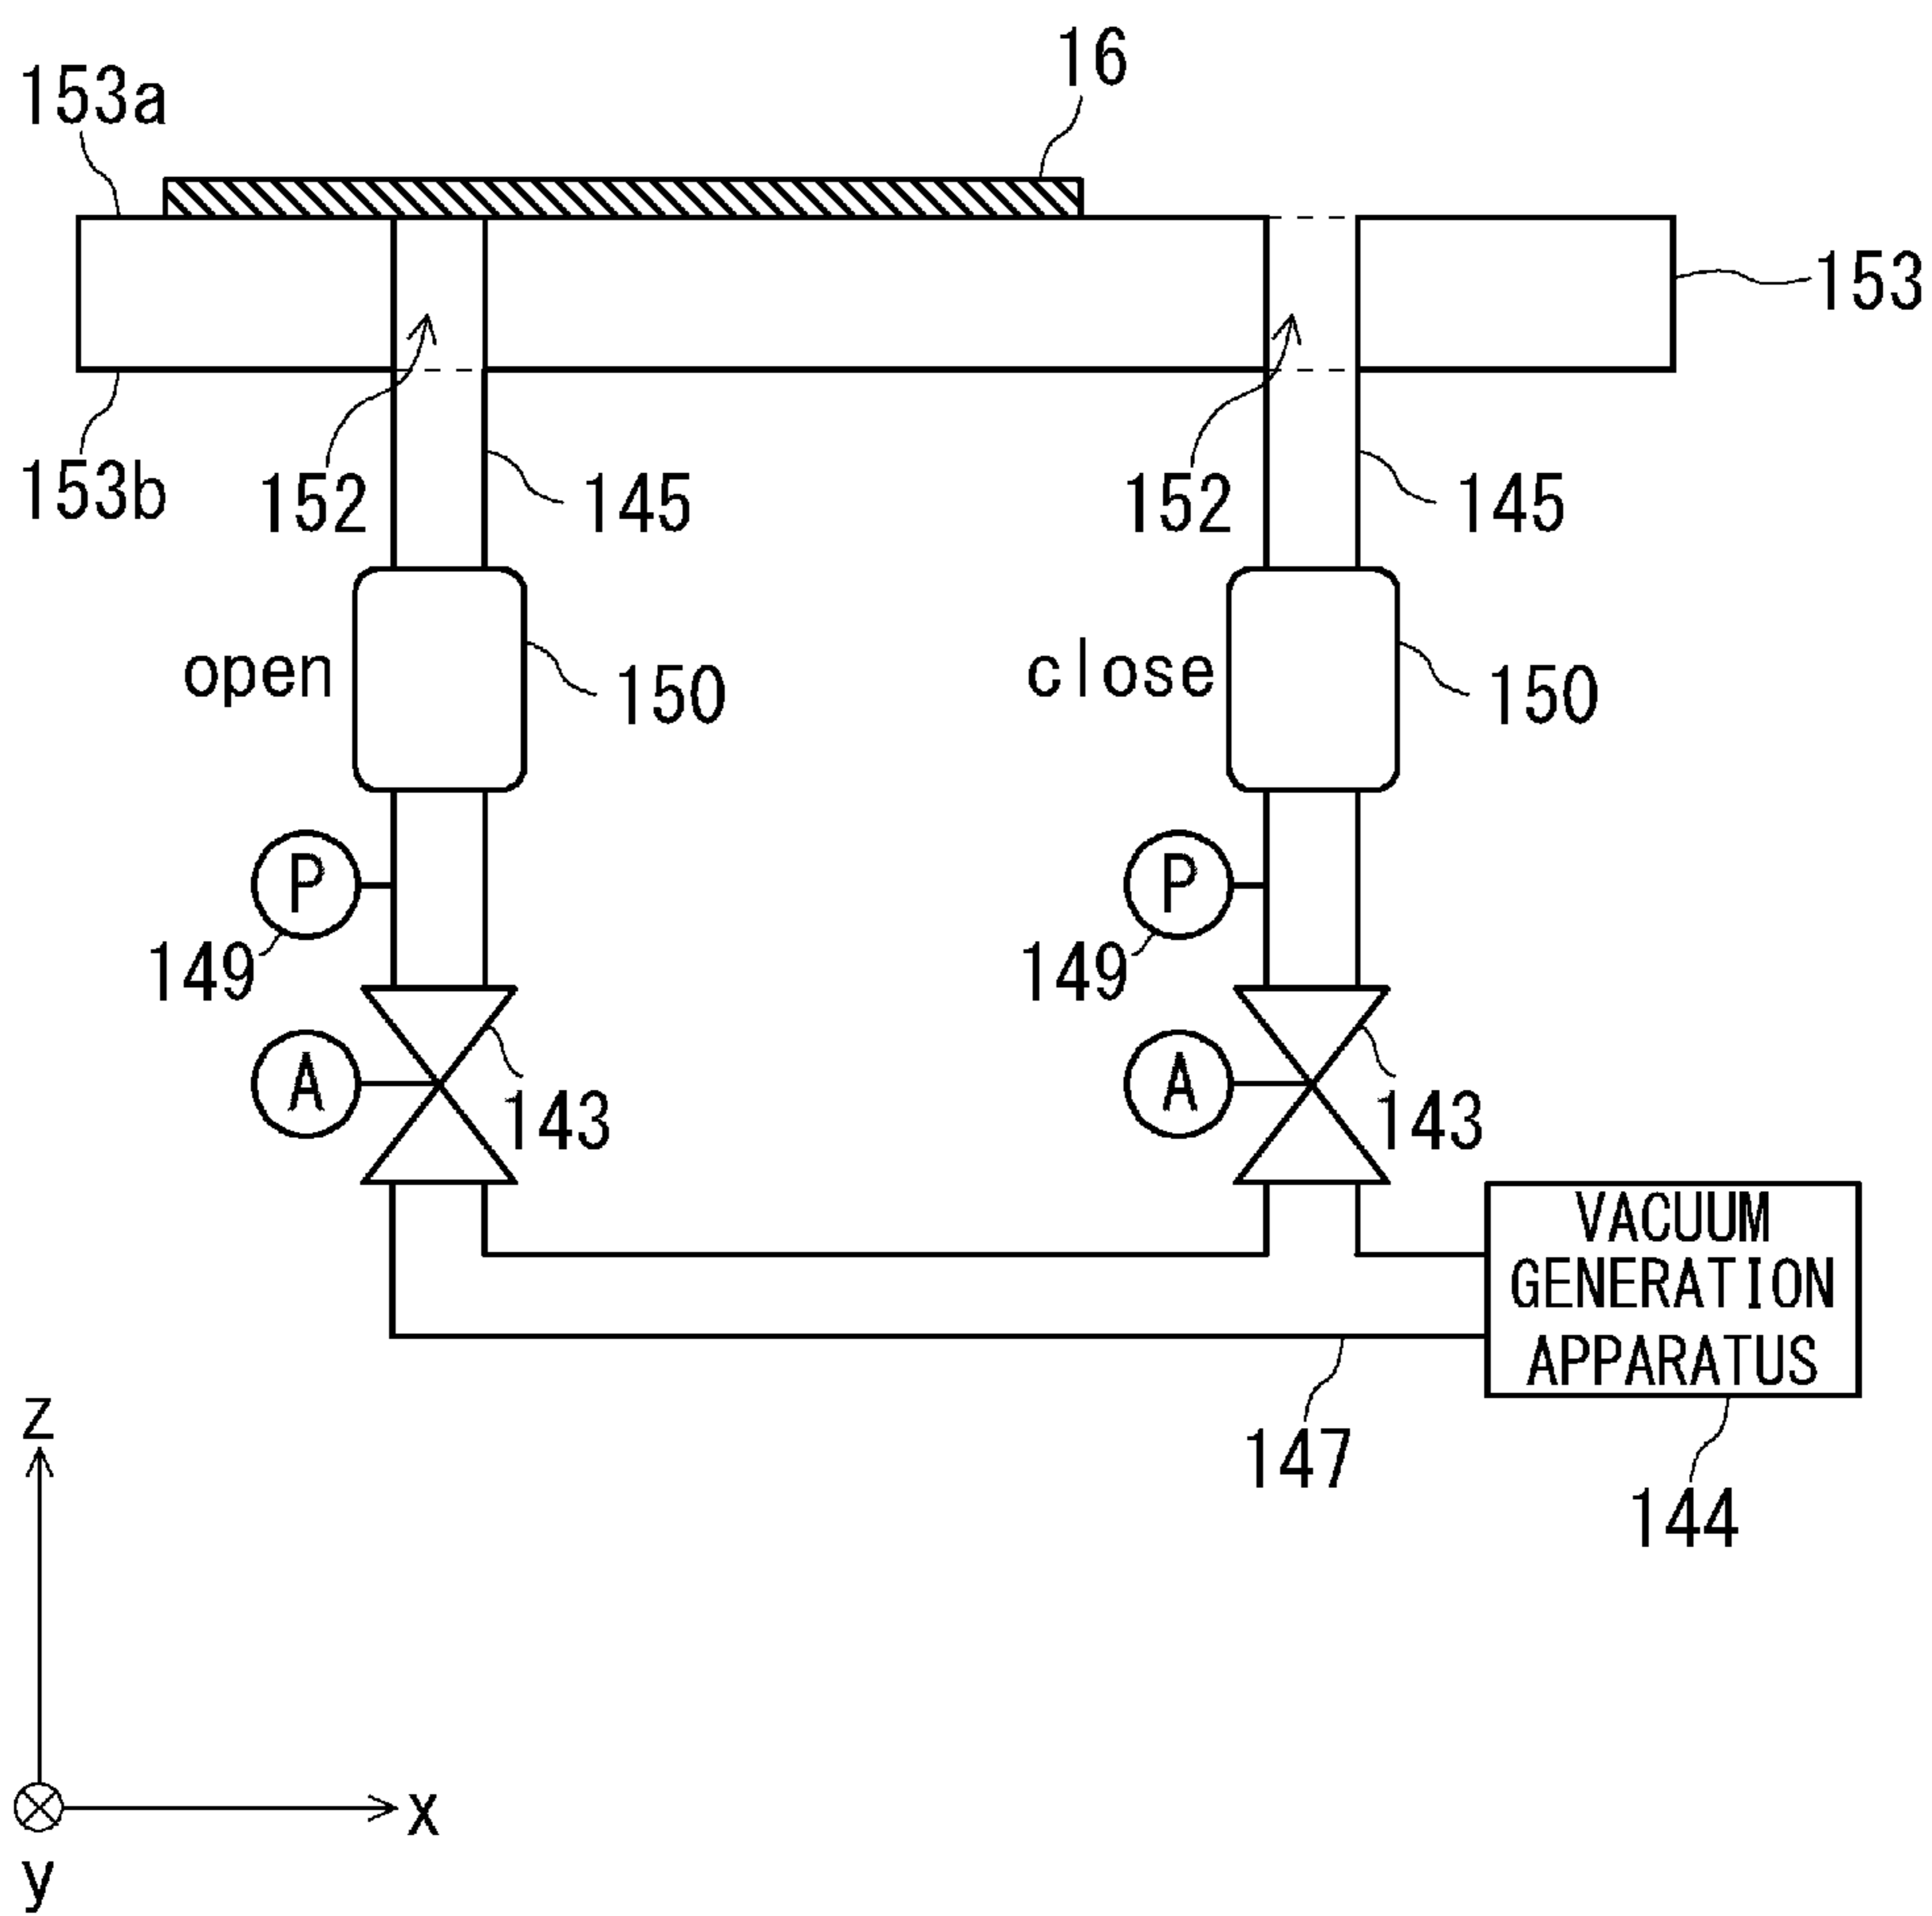 16
153a
153
153b
152
145
152
145
open
150
close
150
P
P
149
149
A
A
143
143
VACUUM
GENERATION
APPARATUS
147
144
z
x
y